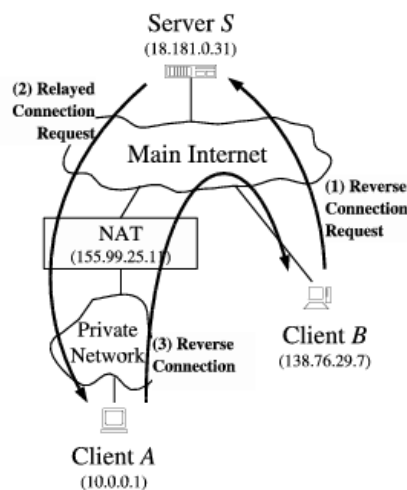 Server S
(18.181.0.31)
(2) Relayed
Connection
Request
Main Internet
(1) Reverse
Connection
Request
NAT
(155.99.25.11)
Private
Network
(3) Reverse
Connection
Client B
(138.76.29.7)
Client A
(10.0.0.1)